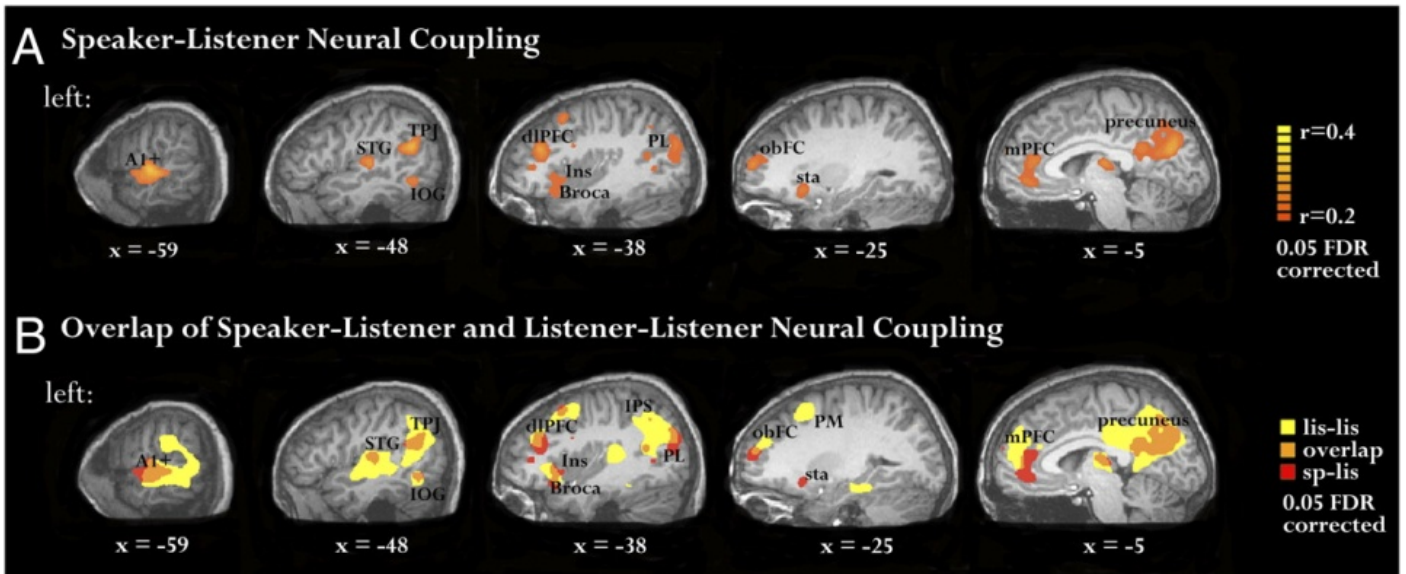 A Speaker-Listener Neural Coupling
left:
A1+
STG
TPJ
IOG
dlPFC
PL
Ins
Broca
obFC
sta
mPFC
precuneus
r=0.4
r=0.2
0.05 FDR
corrected
x = -59
x = -48
x = -38
x = -25
x = -5
B Overlap of Speaker-Listener and Listener-Listener Neural Coupling
left:
A1+
STG
TPJ
IOG
dlPFC
IPS
PL
Ins
Broca
obFC
PM
sta
mPFC
precuneus
lis-lis
overlap
sp-lis
0.05 FDR
corrected
x = -59
x = -48
x = -38
x = -25
x = -5